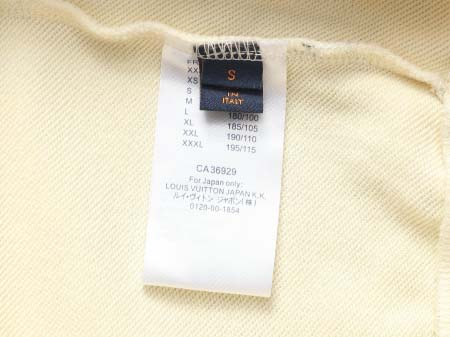 S
IN
ITALY
FR
XX
XS
S
M
L 180/100
XL 185/105
XXL 190/110
XXXL 195/115
CA36929
For Japan only:
LOUIS VUITTON JAPAN K.K.
ルイ・ヴィトン ジャパン(株)
0120-00-1854